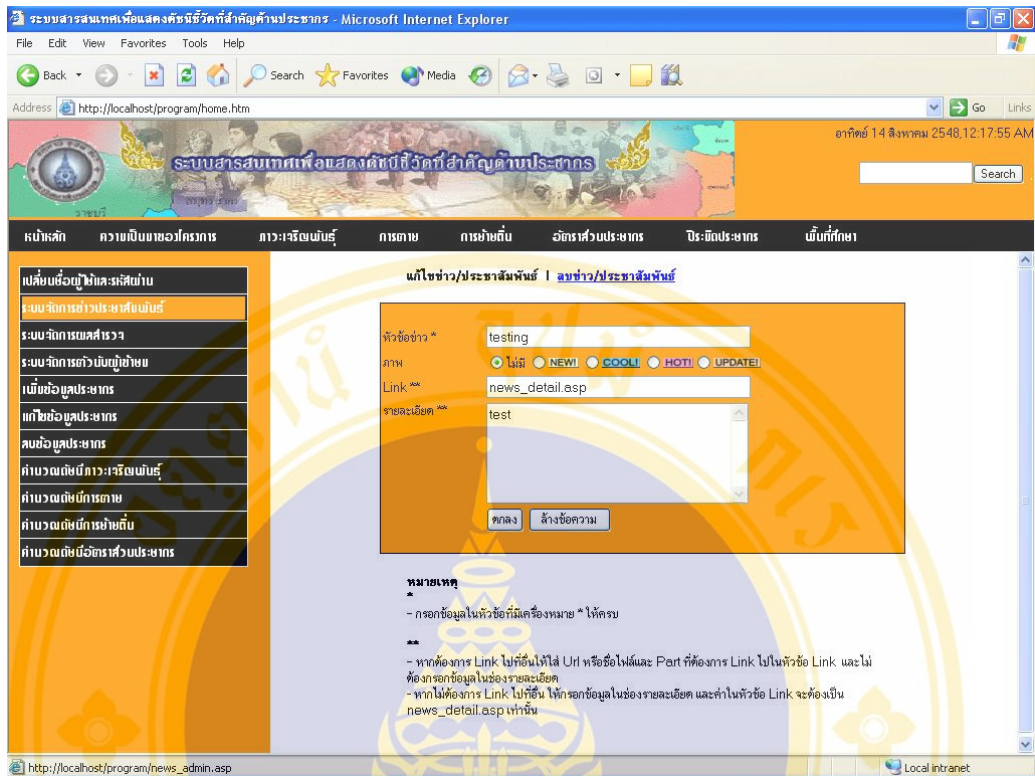 ระบบสารสนเทศเพื่อแสดงดัชนีชี้วัดที่สำคัญด้านประชากร - Microsoft Internet Explorer
File Edit View Favorites Tools Help
Back Search Favorites Media
Address http://localhost/program/home.htm Go Links
อาทิตย์ 14 สิงหาคม 2548,12:17:55 AM
ระบบสารสนเทศเพื่อแสดงดัชนีชี้วัดที่สำคัญด้านประชากร
Search
ราชบุรี
หน้าหลัก ความเป็นมาของโครงการ ภาวะเจริญพันธุ์ การตาย การย้ายถิ่น อัตราส่วนประชากร ปิระมิดประชากร พื้นที่ศึกษา
แก้ไขข่าว/ประชาสัมพันธ์ | ลบข่าว/ประชาสัมพันธ์
เปลี่ยนชื่อผู้ใช้และรหัสผ่าน
ระบบจัดการข่าวประชาสัมพันธ์
ระบบจัดการผลสำรวจ
ระบบจัดการตัวนับผู้เข้าชม
เพิ่มข้อมูลประชากร
แก้ไขข้อมูลประชากร
ลบข้อมูลประชากร
คำนวณดัชนีภาวะเจริญพันธุ์
คำนวณดัชนีการตาย
คำนวณดัชนีการย้ายถิ่น
คำนวณดัชนีอัตราส่วนประชากร
หัวข้อข่าว * testing
ภาพ ไม่มี NEW! COOL! HOT! UPDATE!
Link ** news_detail.asp
รายละเอียด ** test
ตกลง ล้างข้อความ
หมายเหตุ
*
- กรอกข้อมูลในหัวข้อที่มีเครื่องหมาย * ให้ครบ
**
- หากต้องการ Link ไปที่อื่นให้ใส่ Url หรือชื่อไฟล์และ Part ที่ต้องการ Link ไปในหัวข้อ Link และไม่
ต้องกรอกข้อมูลในช่องรายละเอียด
- หากไม่ต้องการ Link ไปที่อื่น ให้กรอกข้อมูลในช่องรายละเอียด และค่าในหัวข้อ Link จะต้องเป็น
news_detail.asp เท่านั้น
http://localhost/program/news_admin.asp Local intranet